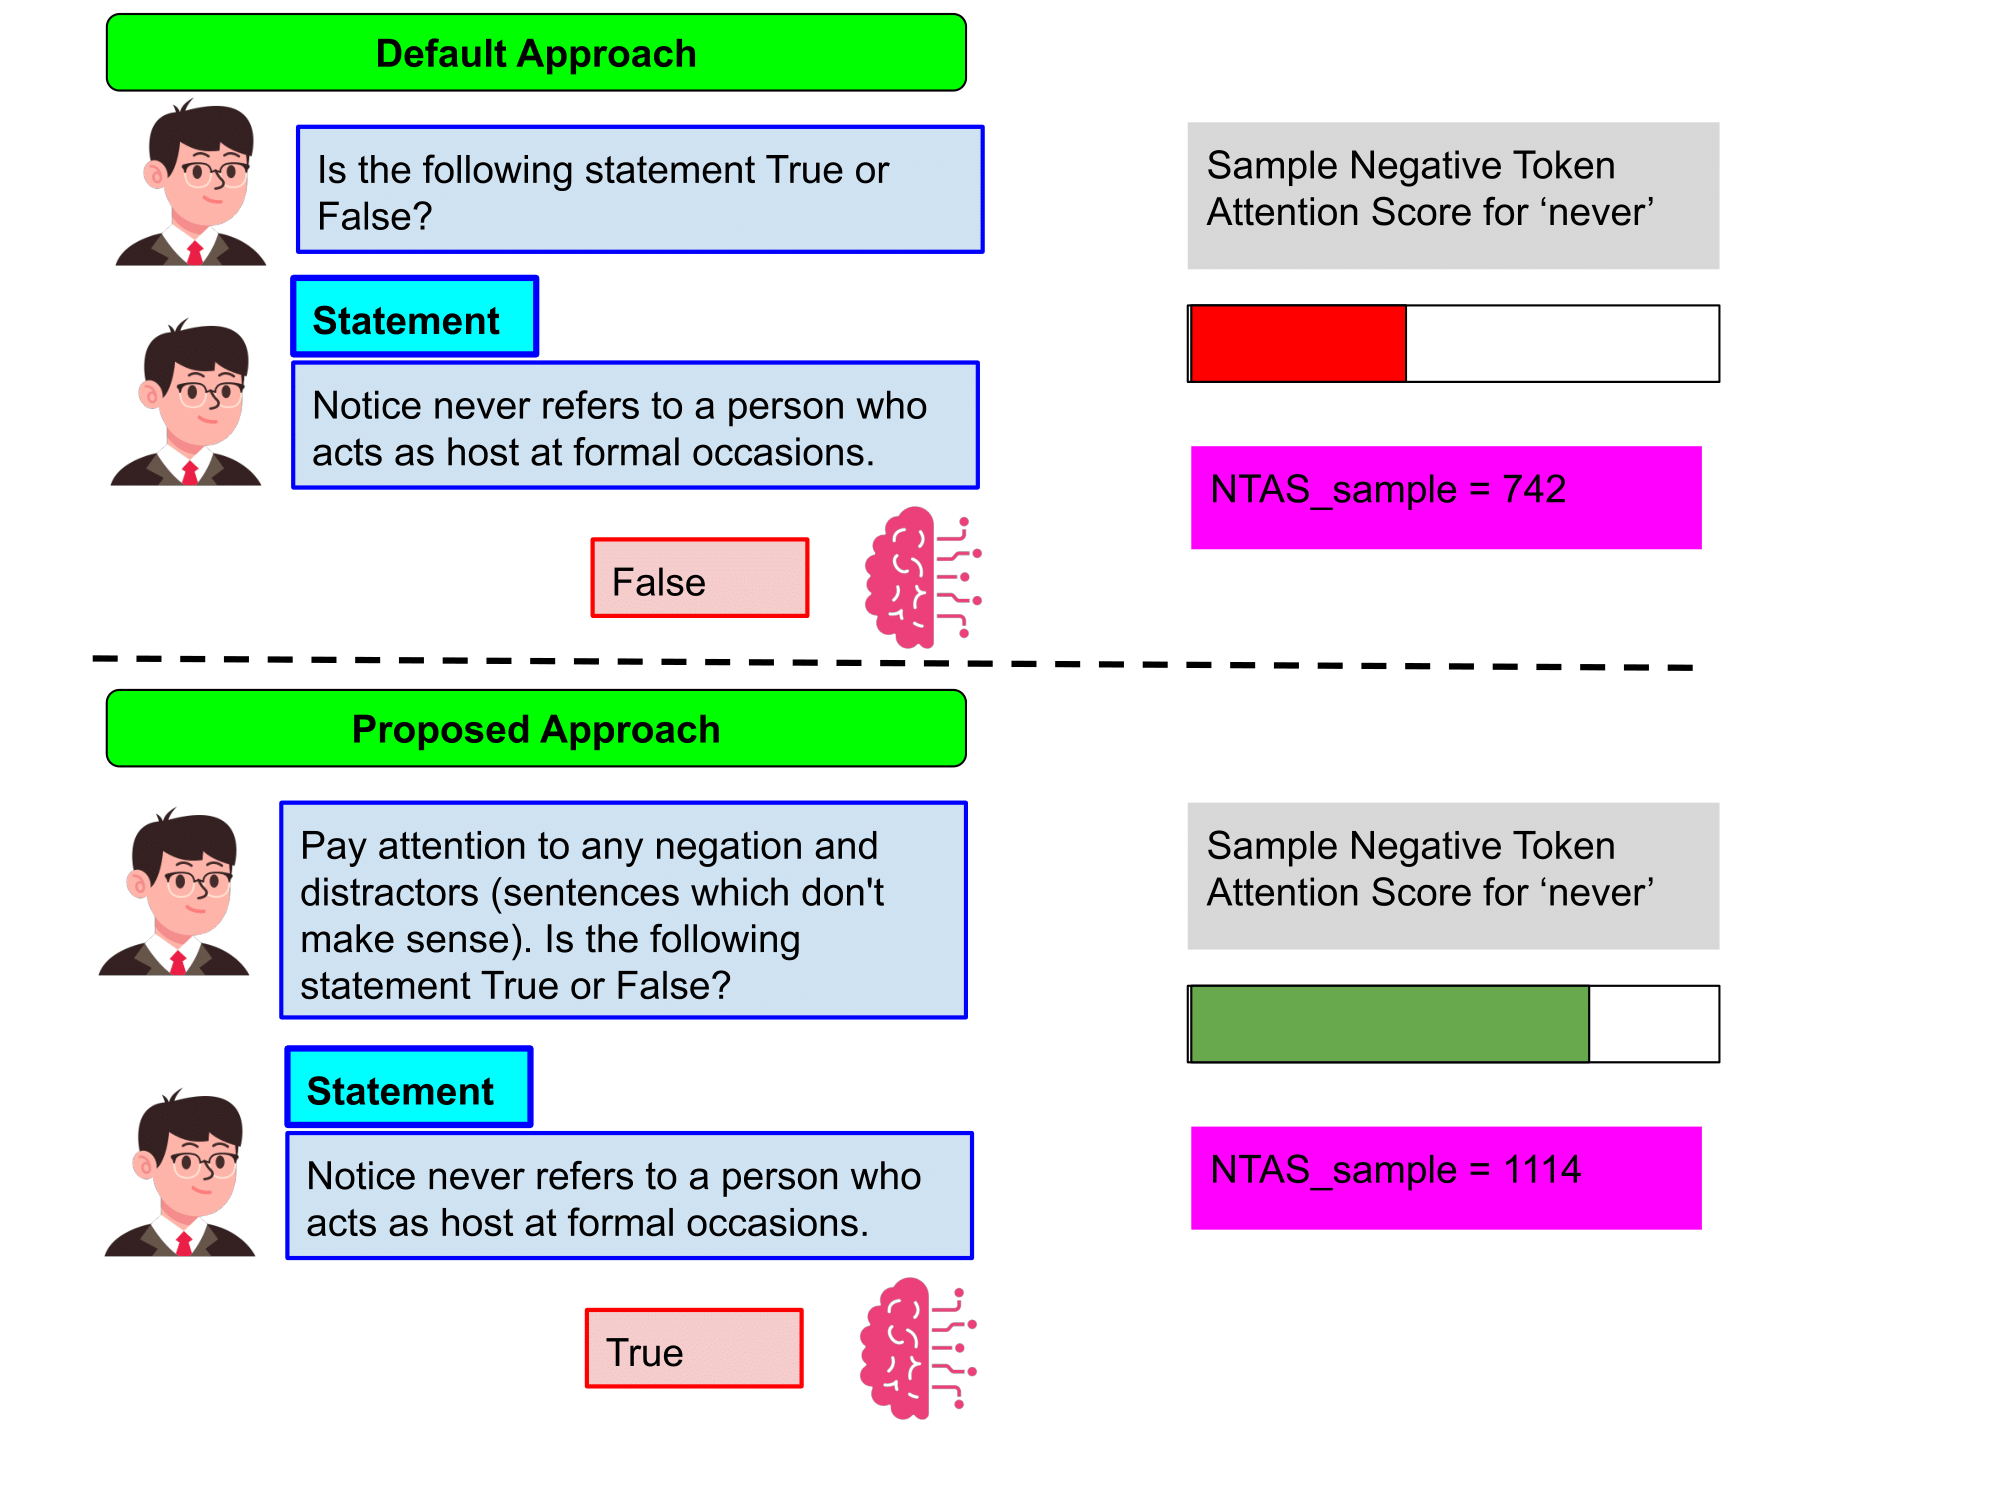 Default Approach
Is the following statement True or
False?
Sample Negative Token
Attention Score for ‘never’
Statement
Notice never refers to a person who
acts as host at formal occasions.
NTAS_sample = 742
False
Proposed Approach
Pay attention to any negation and
distractors (sentences which don't
make sense). Is the following
statement True or False?
Sample Negative Token
Attention Score for ‘never’
Statement
Notice never refers to a person who
acts as host at formal occasions.
NTAS_sample = 1114
True